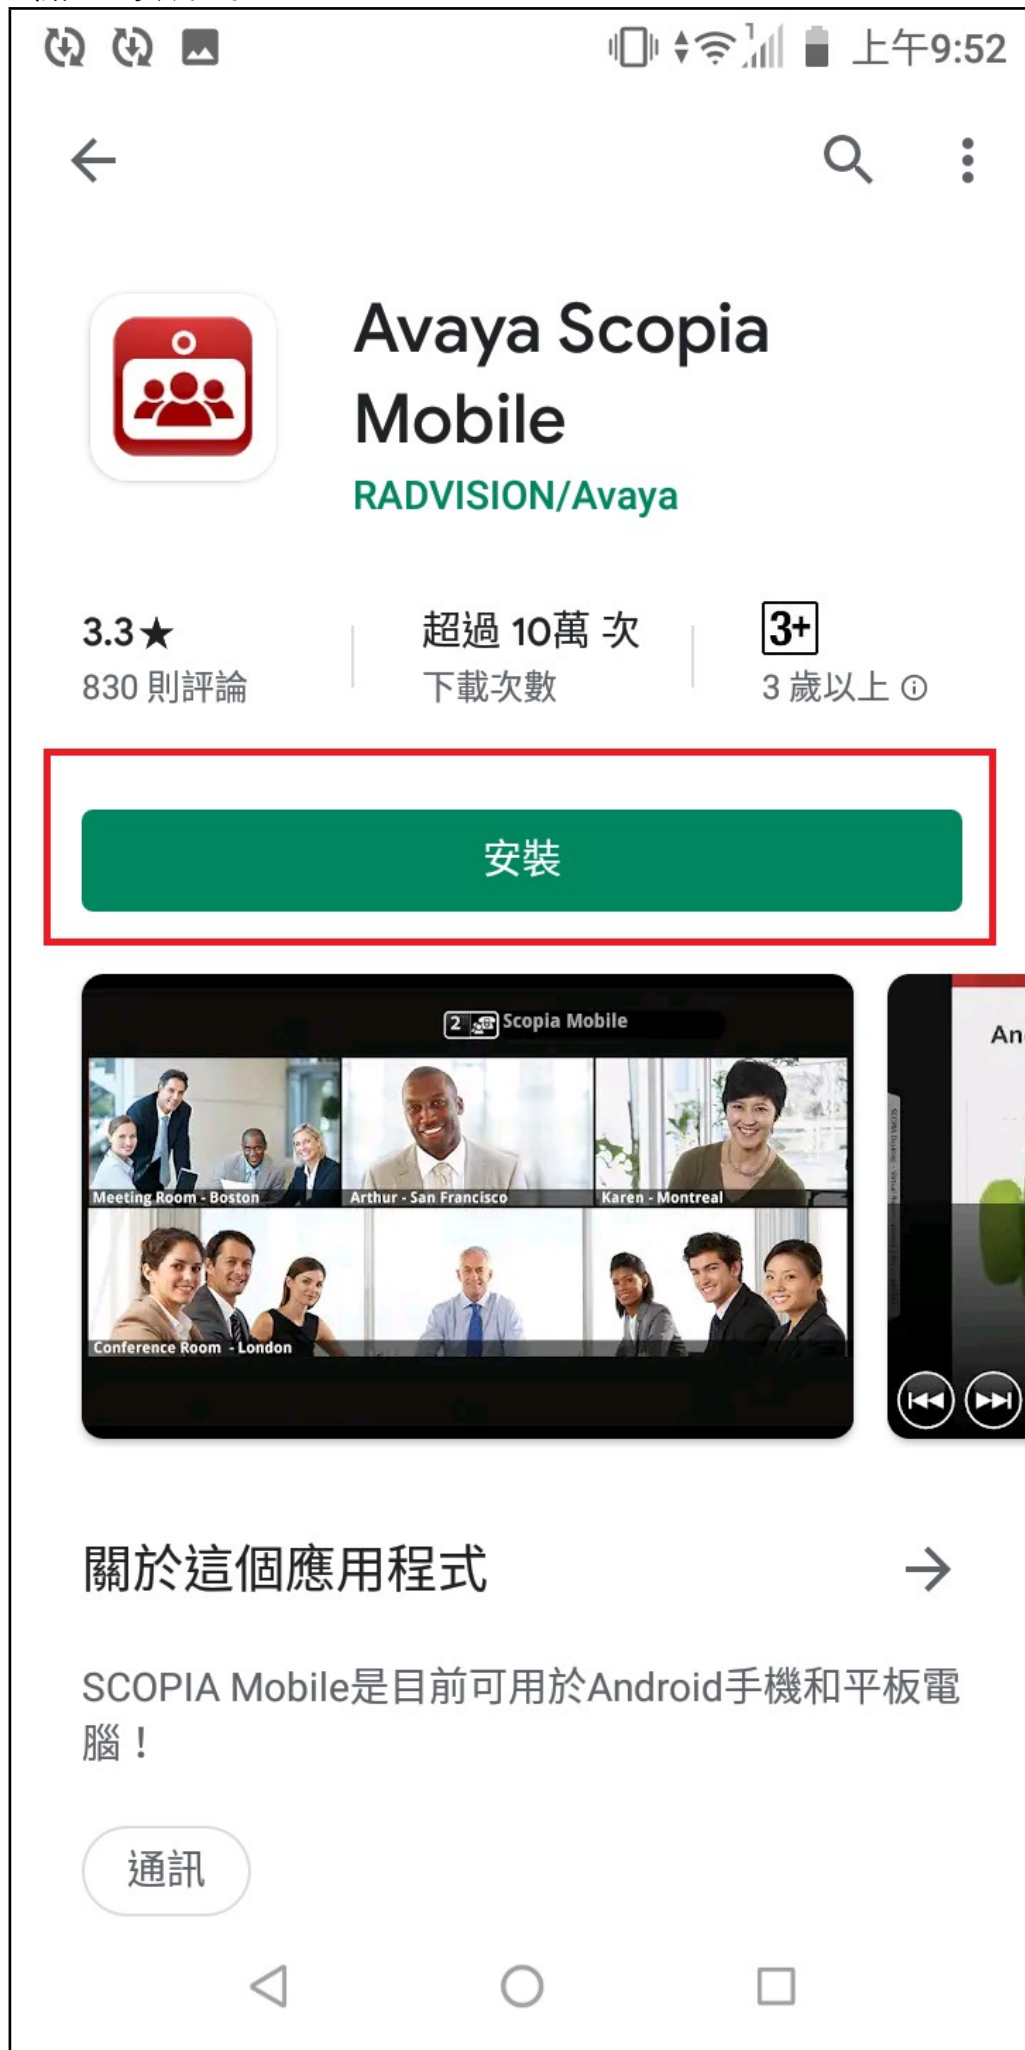 上午9:52
Avaya Scopia
Mobile
RADVISION/Avaya
3.3★
超過 10萬 次
3+
830 則評論
下載次數
3 歲以上
安裝
2 Scopia Mobile
Meeting Room - Boston
Arthur - San Francisco
Karen - Montreal
Conference Room - London
關於這個應用程式
SCOPIA Mobile是目前可用於Android手機和平板電
腦！
通訊